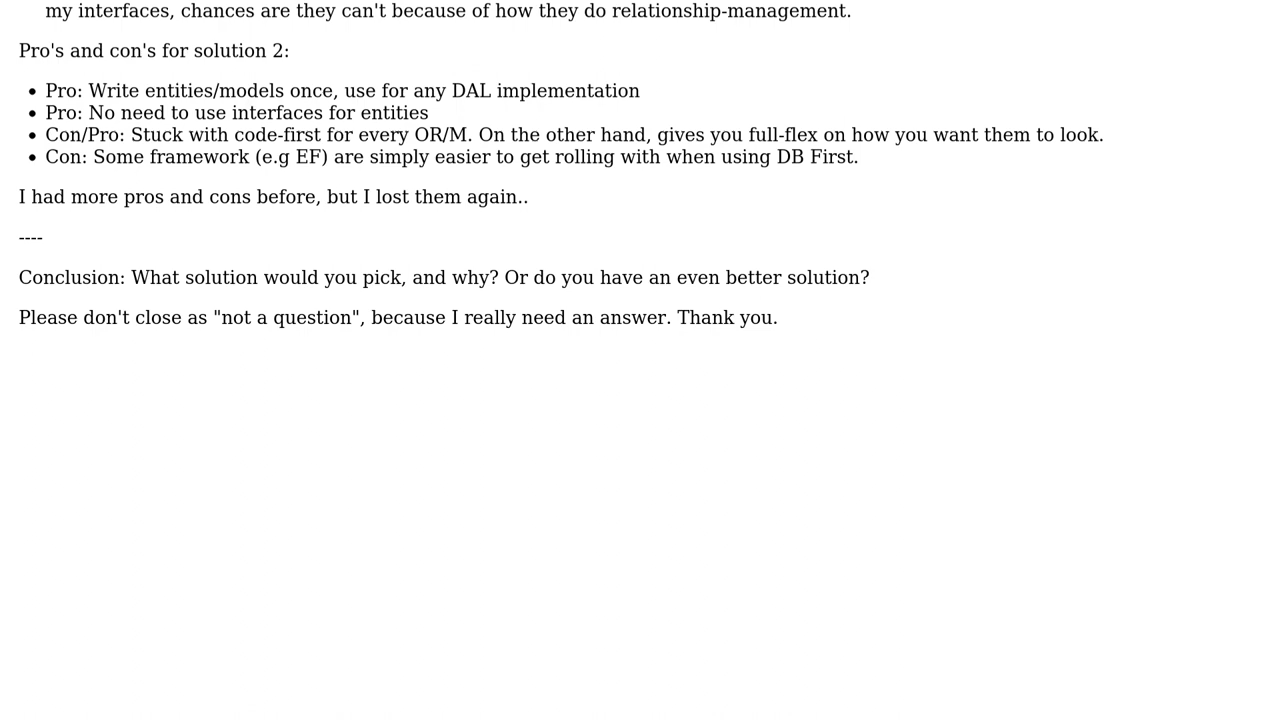 my interfaces, chances are they can't because of how they do relationship-management.
Pro's and con's for solution 2:
• Pro: Write entities/models once, use for any DAL implementation
• Pro: No need to use interfaces for entities
• Con/Pro: Stuck with code-first for every OR/M. On the other hand, gives you full-flex on how you want them to look.
• Con: Some framework (e.g EF) are simply easier to get rolling with when using DB First.
I had more pros and cons before, but I lost them again..
----
Conclusion: What solution would you pick, and why? Or do you have an even better solution?
Please don't close as "not a question", because I really need an answer. Thank you.